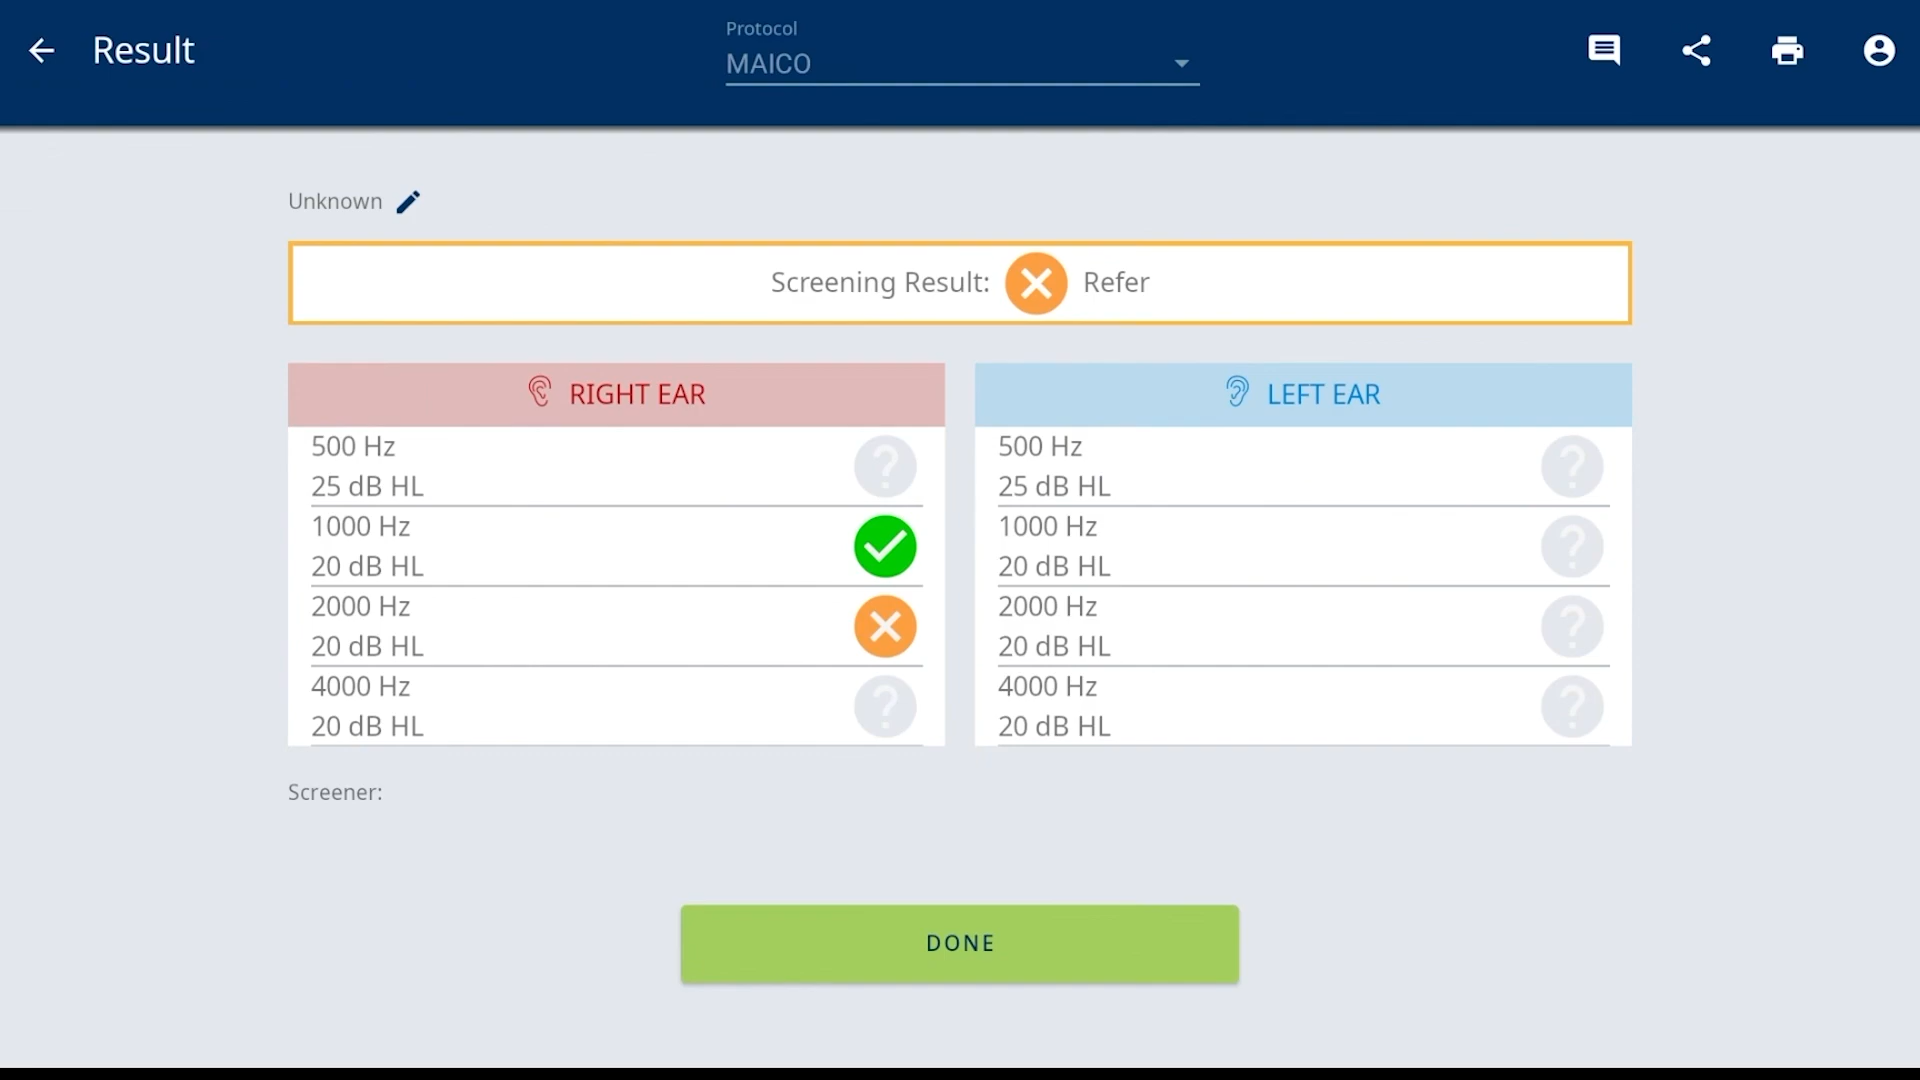 Result
Protocol
MAICO
Unknown
Screening Result: Refer
RIGHT EAR
500 Hz
25 dB HL
1000 Hz
20 dB HL
2000 Hz
20 dB HL
4000 Hz
20 dB HL
LEFT EAR
500 Hz
25 dB HL
1000 Hz
20 dB HL
2000 Hz
20 dB HL
4000 Hz
20 dB HL
Screener:
DONE